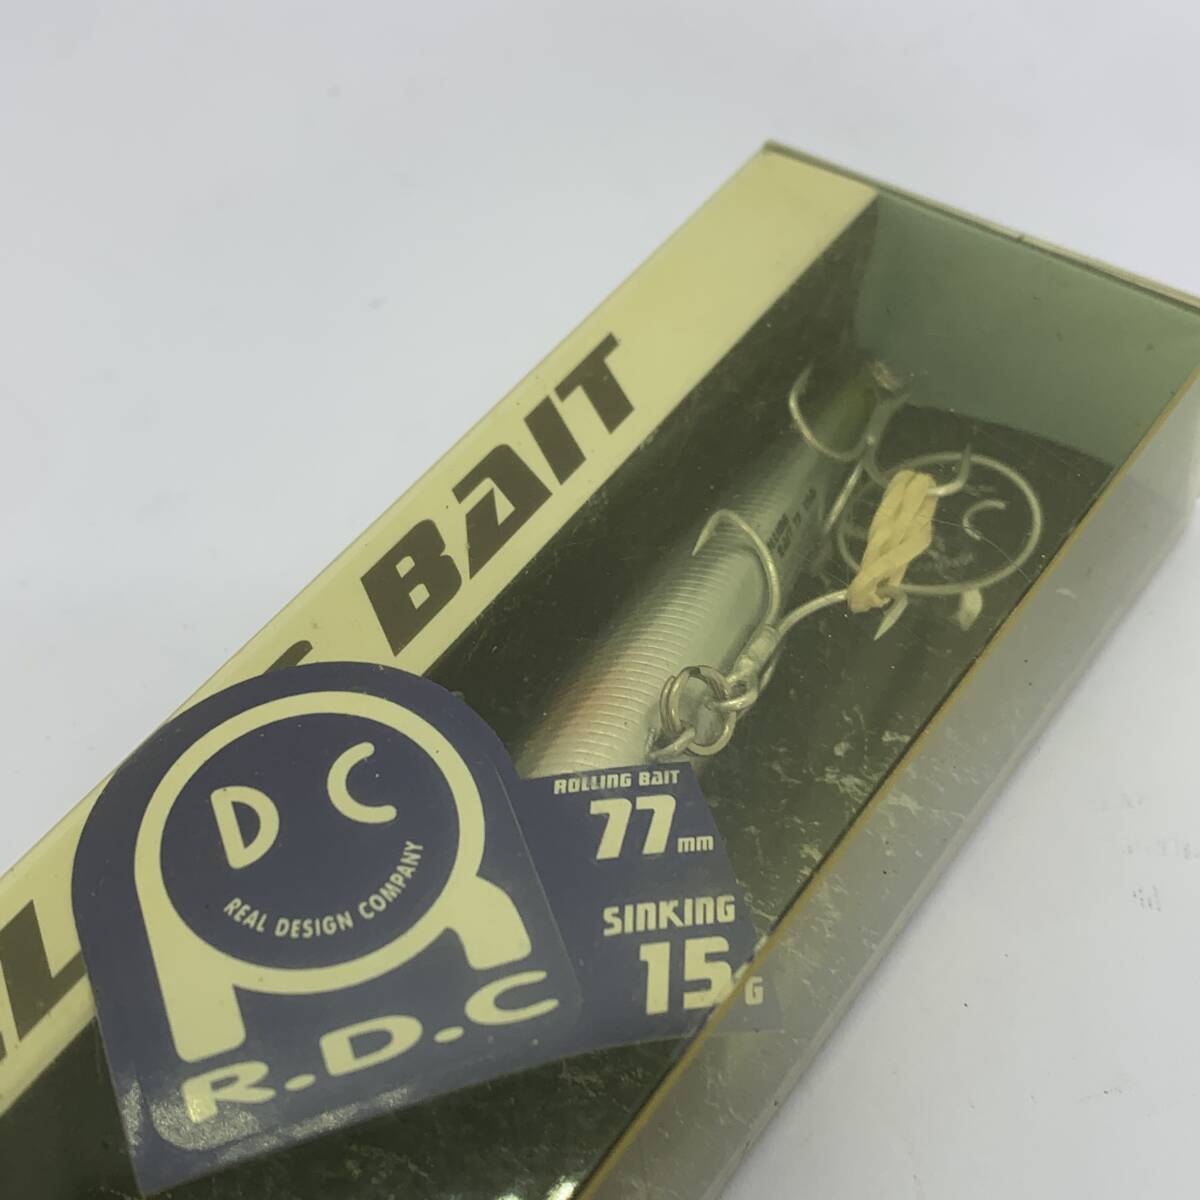 BAIT
D C
REAL DESIGN COMPANY
R.D.C
ROLLING BAIT
77mm
SINKING
15G